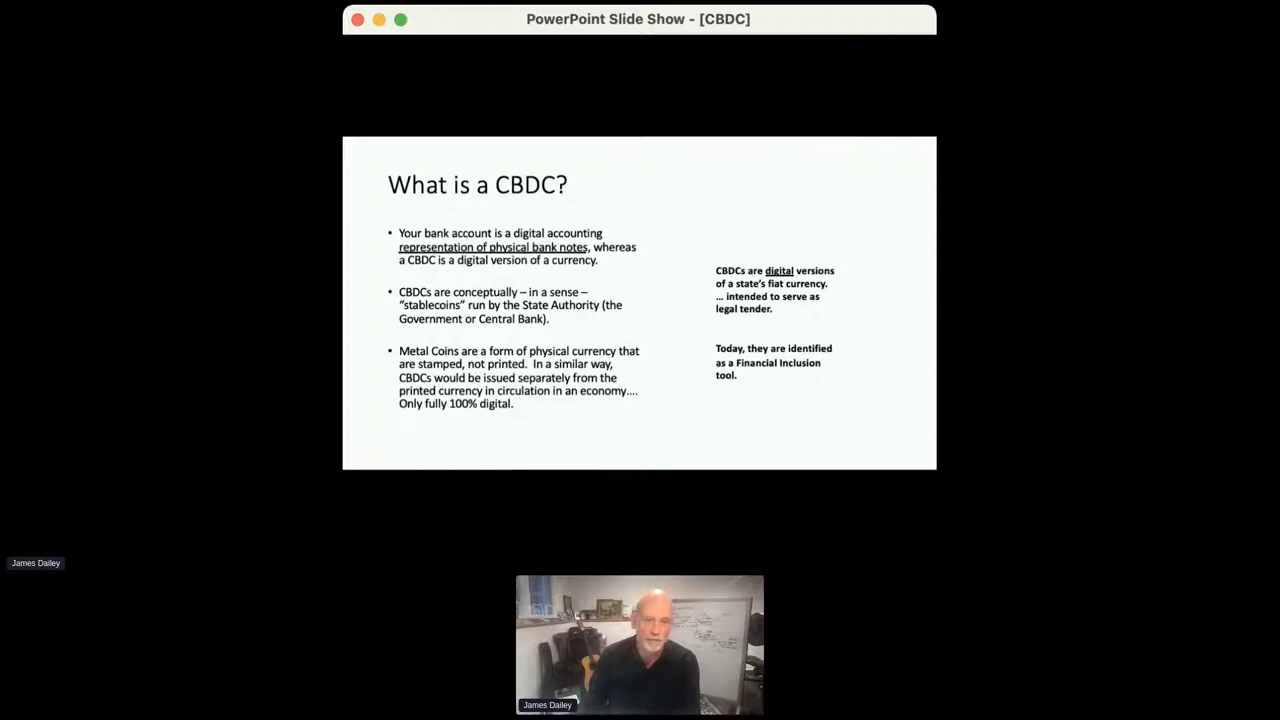 PowerPoint Slide Show - [CBDC]
What is a CBDC?
• Your bank account is a digital accounting
representation of physical bank notes, whereas
a CBDC is a digital version of a currency.
• CBDCs are conceptually – in a sense –
“stablecoins” run by the State Authority (the
Government or Central Bank).
• Metal Coins are a form of physical currency that
are stamped, not printed.  In a similar way,
CBDCs would be issued separately from the
printed currency in circulation in an economy....
Only fully 100% digital.
CBDCs are digital versions
of a state’s fiat currency.
... intended to serve as
legal tender.
Today, they are identified
as a Financial Inclusion
tool.
James Dailey
James Dailey